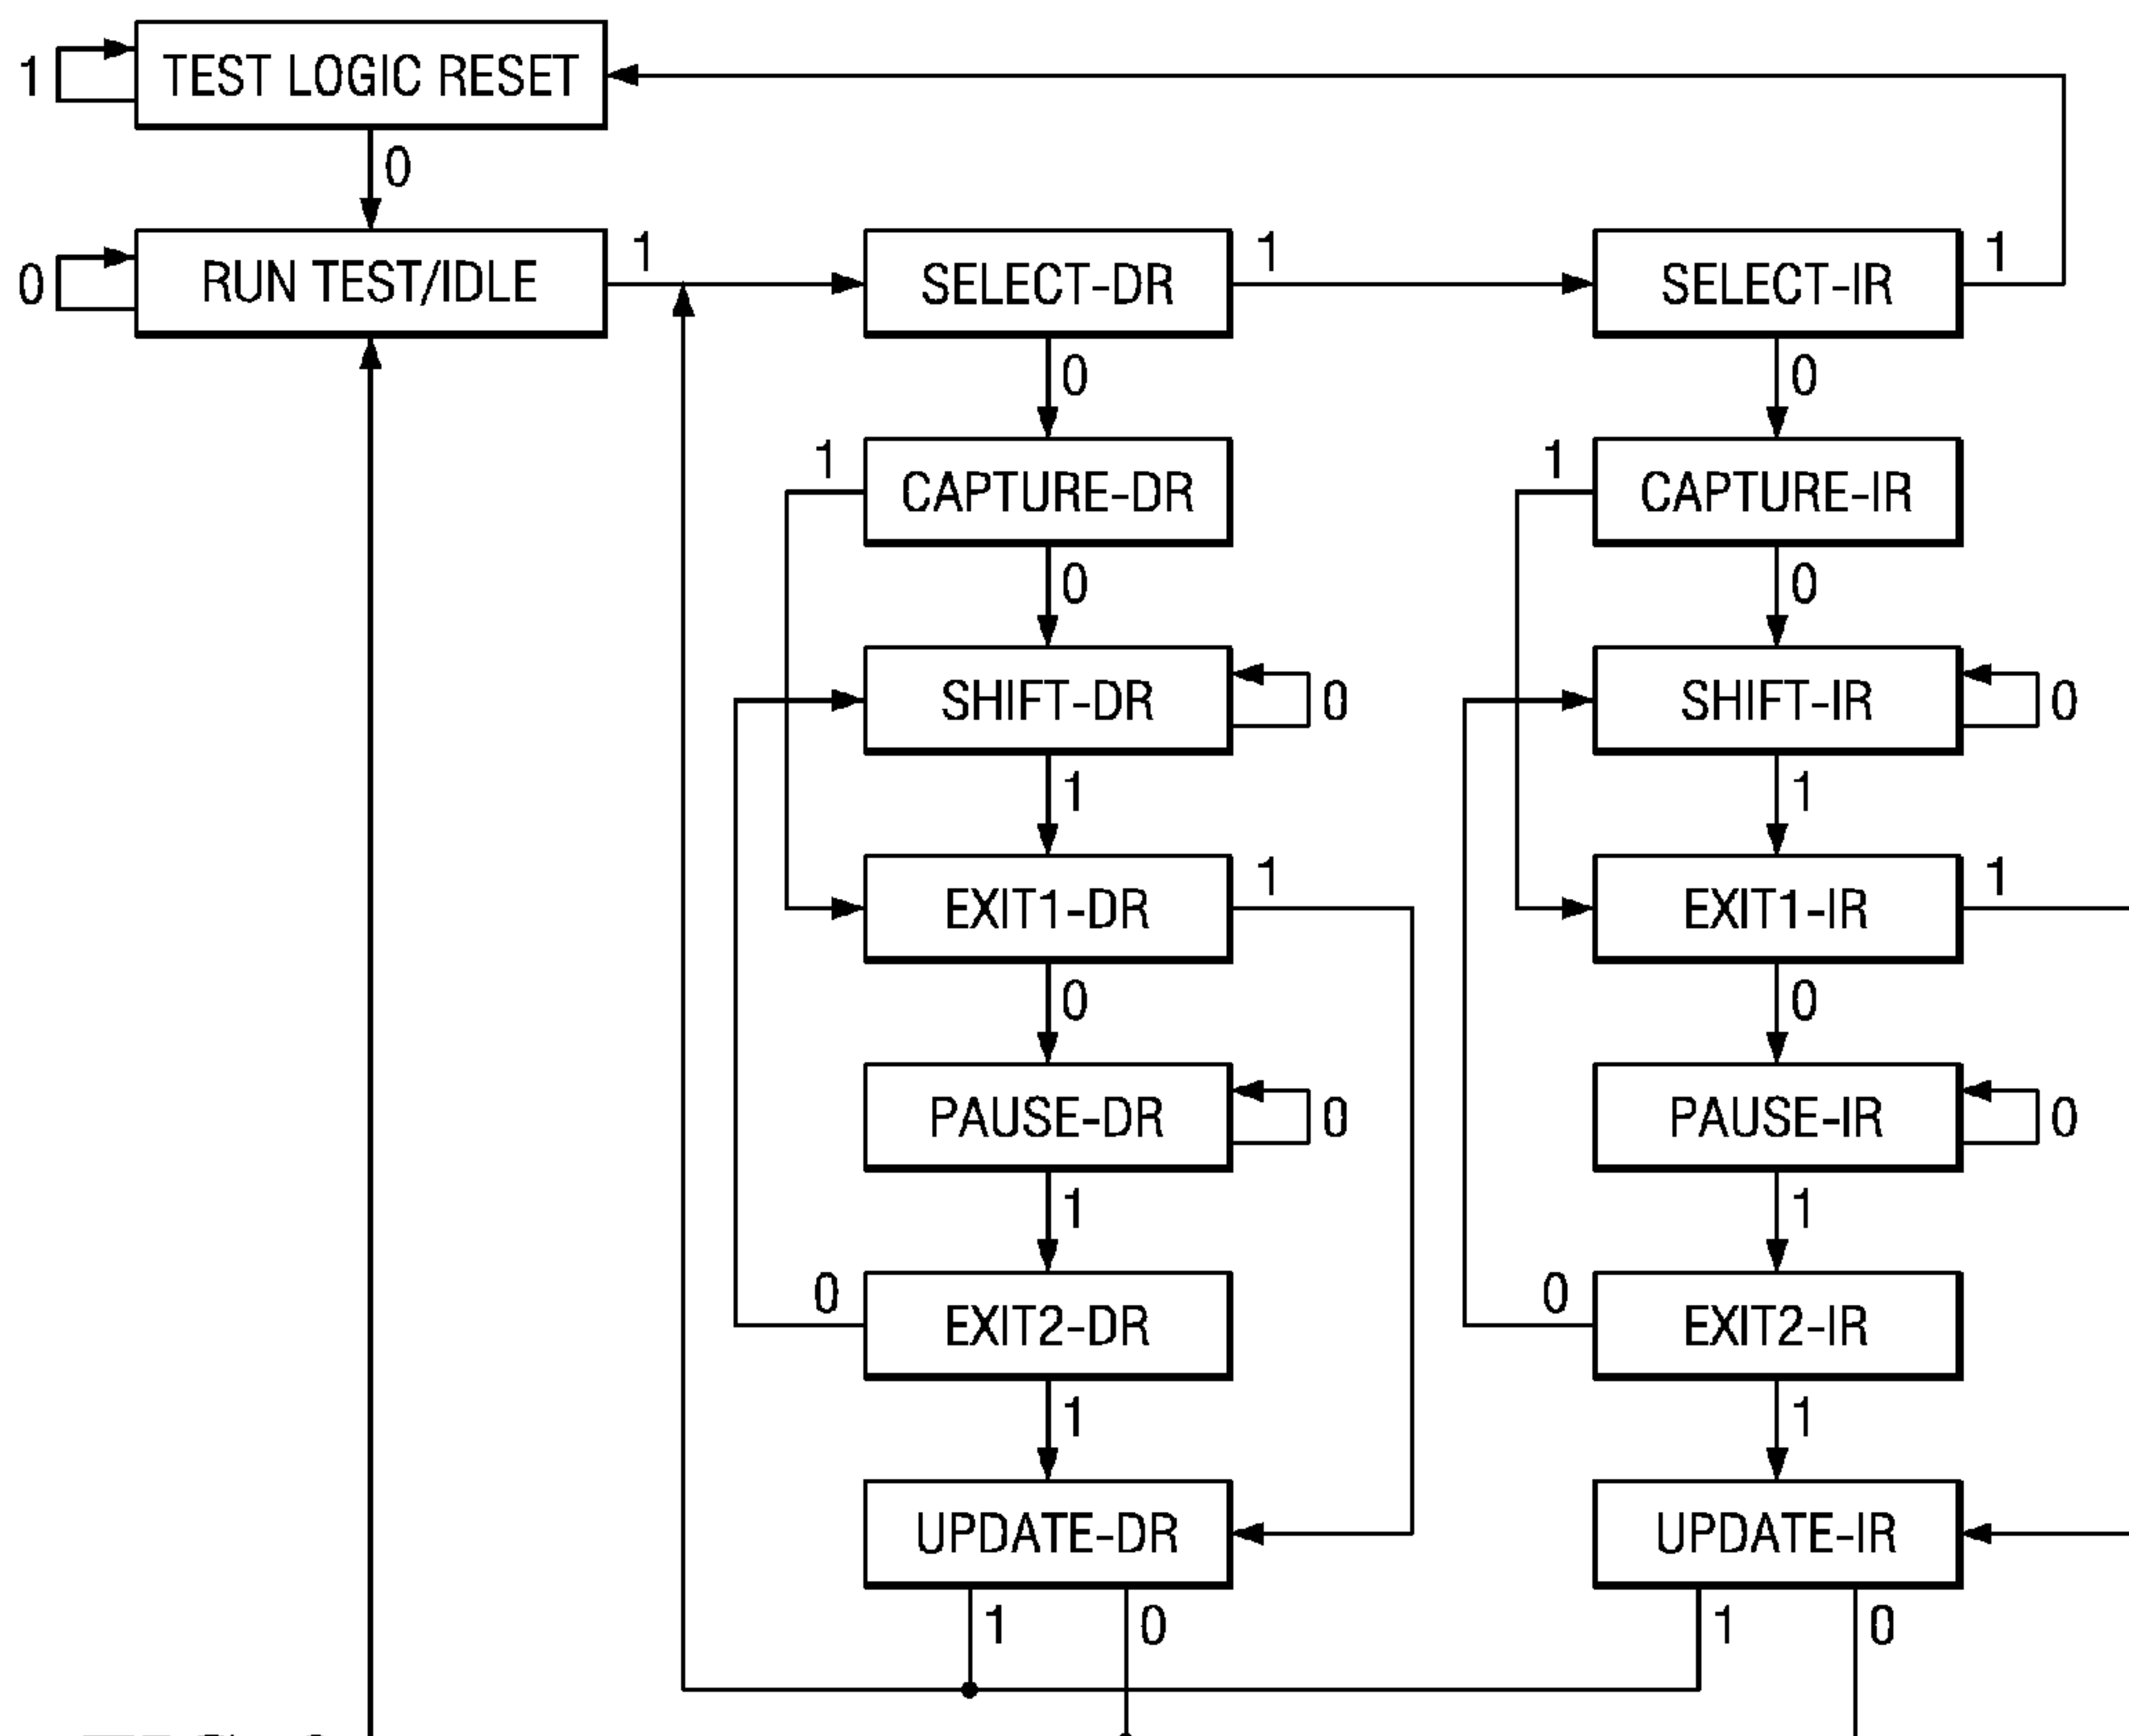 1
TEST LOGIC RESET
0
0
RUN TEST/IDLE
1
SELECT-DR
1
SELECT-IR
1
0
0
1
CAPTURE-DR
1
CAPTURE-IR
0
0
SHIFT-DR
0
SHIFT-IR
0
1
1
EXIT1-DR
1
EXIT1-IR
1
0
0
PAUSE-DR
0
PAUSE-IR
0
1
1
0
EXIT2-DR
0
EXIT2-IR
1
1
UPDATE-DR
UPDATE-IR
1
0
1
0